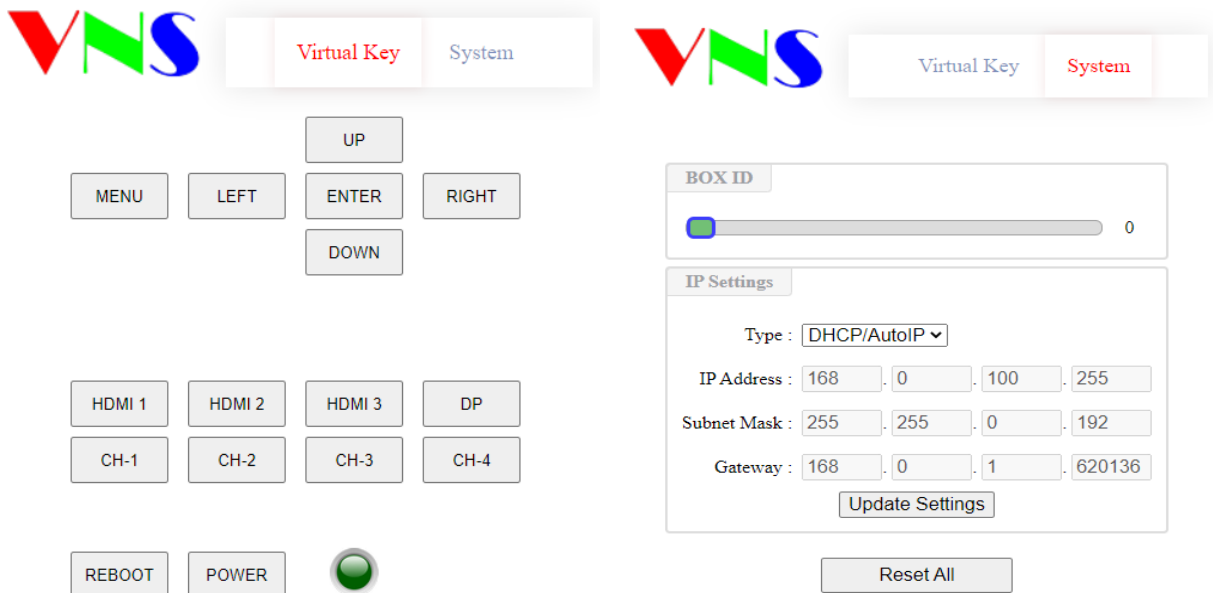 VNS
Virtual Key System
UP
MENU LEFT ENTER RIGHT
DOWN
HDMI 1 HDMI 2 HDMI 3 DP
CH-1 CH-2 CH-3 CH-4
REBOOT POWER
VNS
Virtual Key System
BOX ID
0
IP Settings
Type : DHCP/AutoIP
IP Address : 168 . 0 . 100 . 255
Subnet Mask : 255 . 255 . 0 . 192
Gateway : 168 . 0 . 1 . 620136
Update Settings
Reset All